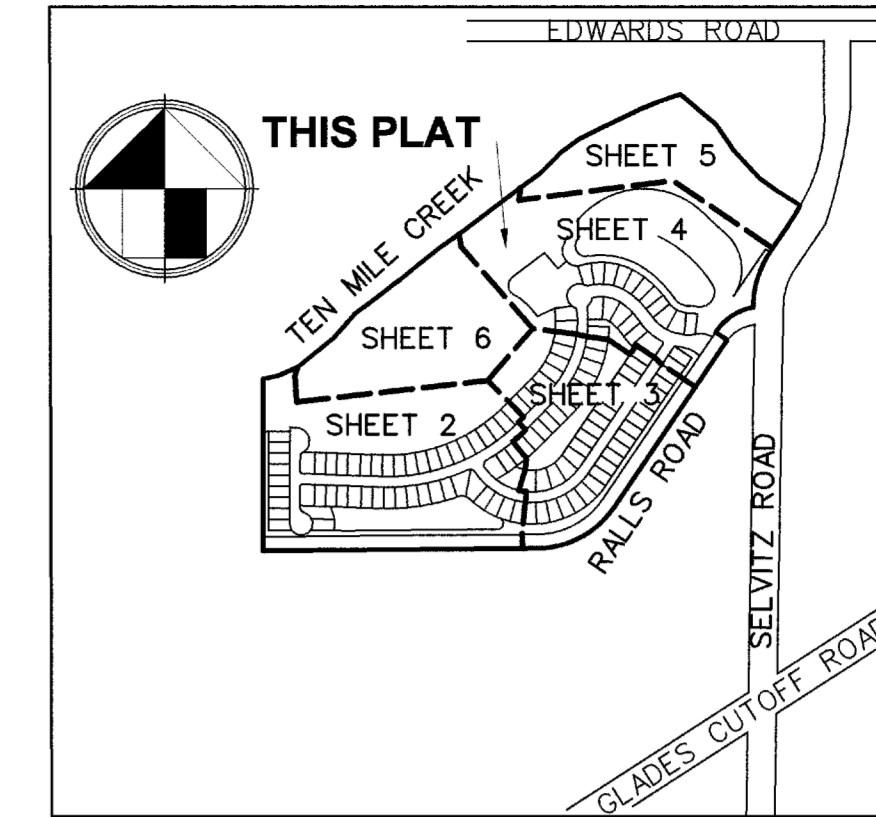 EDWARDS ROAD
THIS PLAT
SHEET 5
TEN MILE CREEK
SHEET 4
SHEET 6
SHEET 3
SHEET 2
RALLS ROAD
SELVITZ ROAD
GLADES CUTOFF ROAD